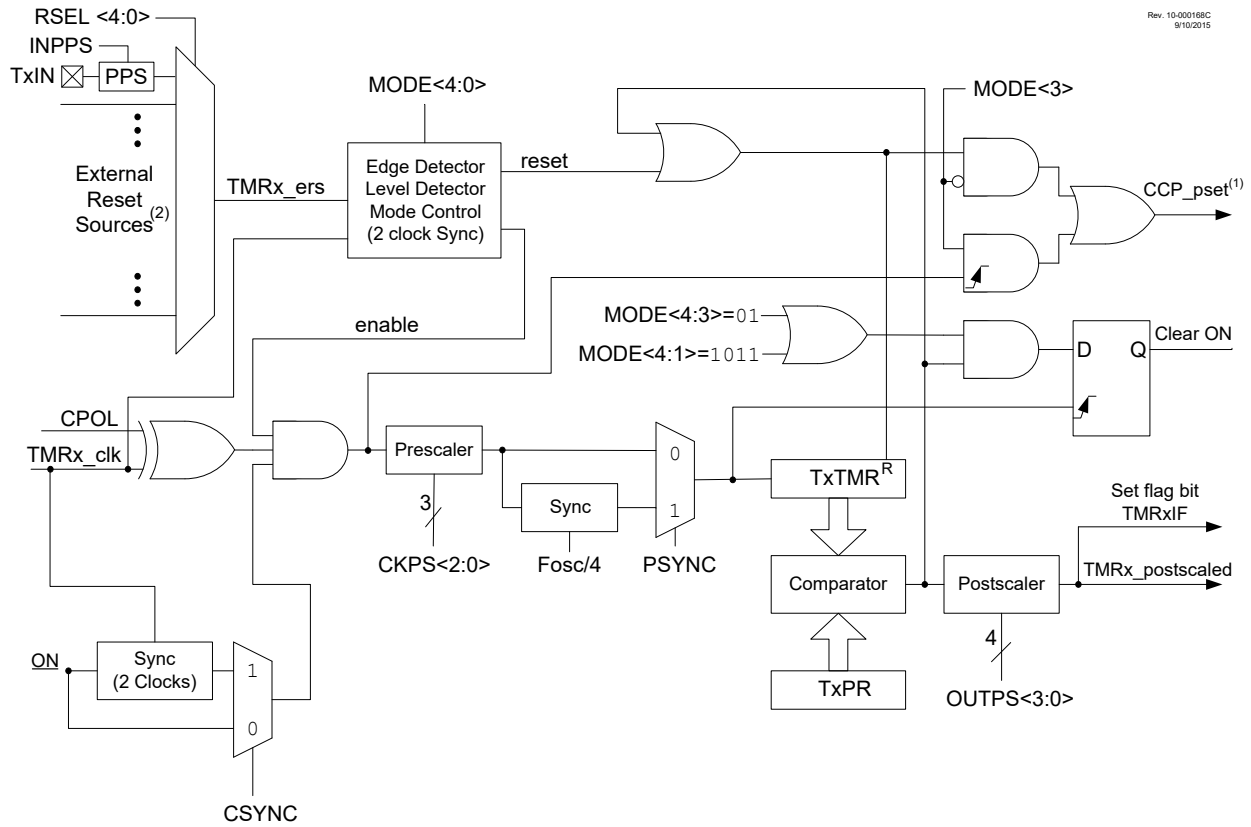 Rev. 10-000168C
9/10/2015
RSEL <4:0>
INPPS
TxIN
PPS
MODE<4:0>
MODE<3>
External
Reset
Sources(2)
TMRx_ers
Edge Detector
Level Detector
Mode Control
(2 clock Sync)
reset
CCP_pset(1)
enable
MODE<4:3>=01
MODE<4:1>=1011
D
Q
Clear ON
CPOL
TMRx_clk
Prescaler
3
CKPS<2:0>
Sync
Fosc/4
0
1
PSYNC
TxTMR
R
Set flag bit
TMRxIF
Comparator
Postscaler
TMRx_postscaled
4
OUTPS<3:0>
TxPR
ON
Sync
(2 Clocks)
1
0
CSYNC